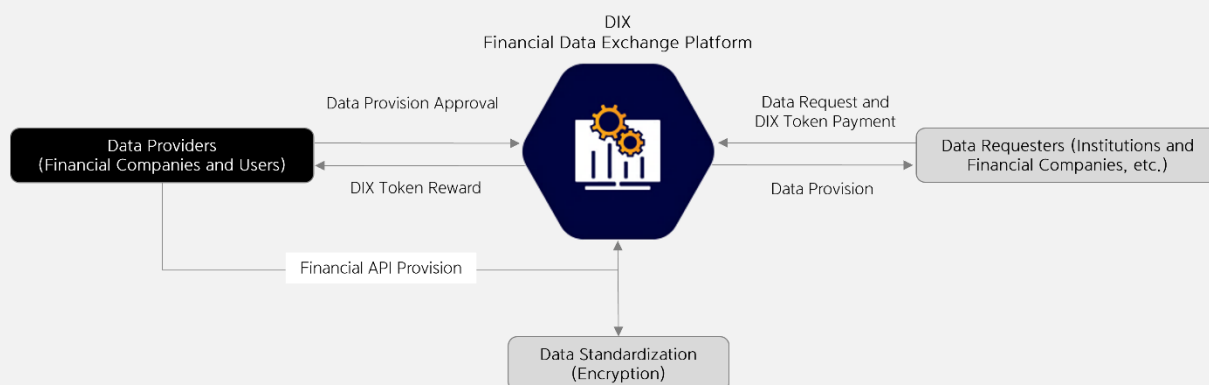 DIX
Financial Data Exchange Platform
Data Provision Approval
Data Request and
DIX Token Payment
Data Providers
(Financial Companies and Users)
Data Requesters (Institutions and
Financial Companies, etc.)
DIX Token Reward
Data Provision
Financial API Provision
Data Standardization
(Encryption)